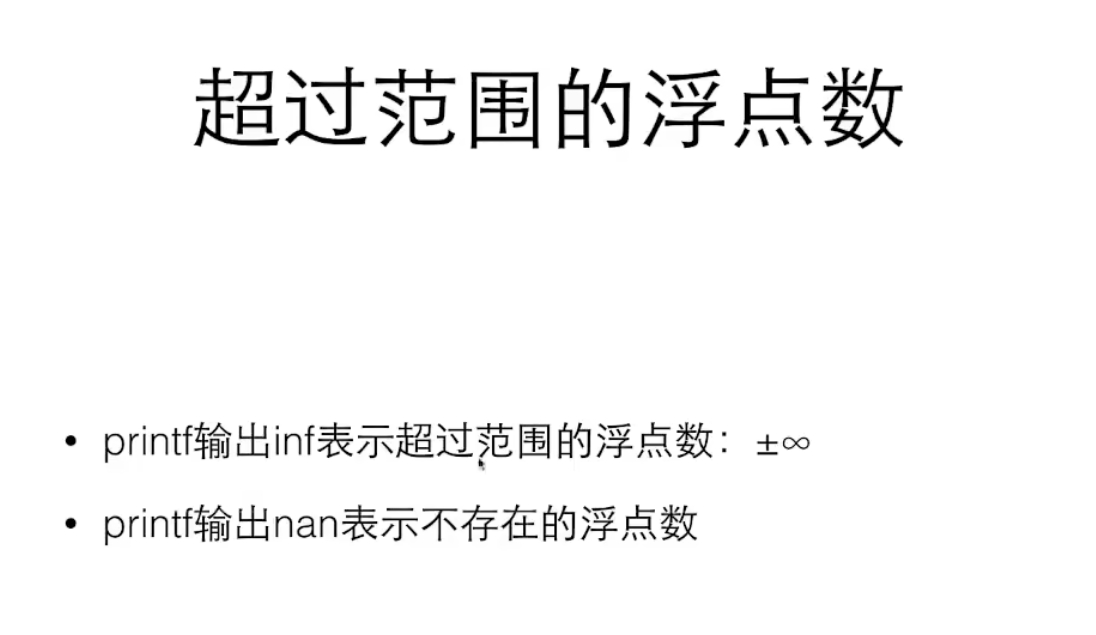 超过范围的浮点数
• printf输出inf表示超过范围的浮点数：±∞
• printf输出nan表示不存在的浮点数